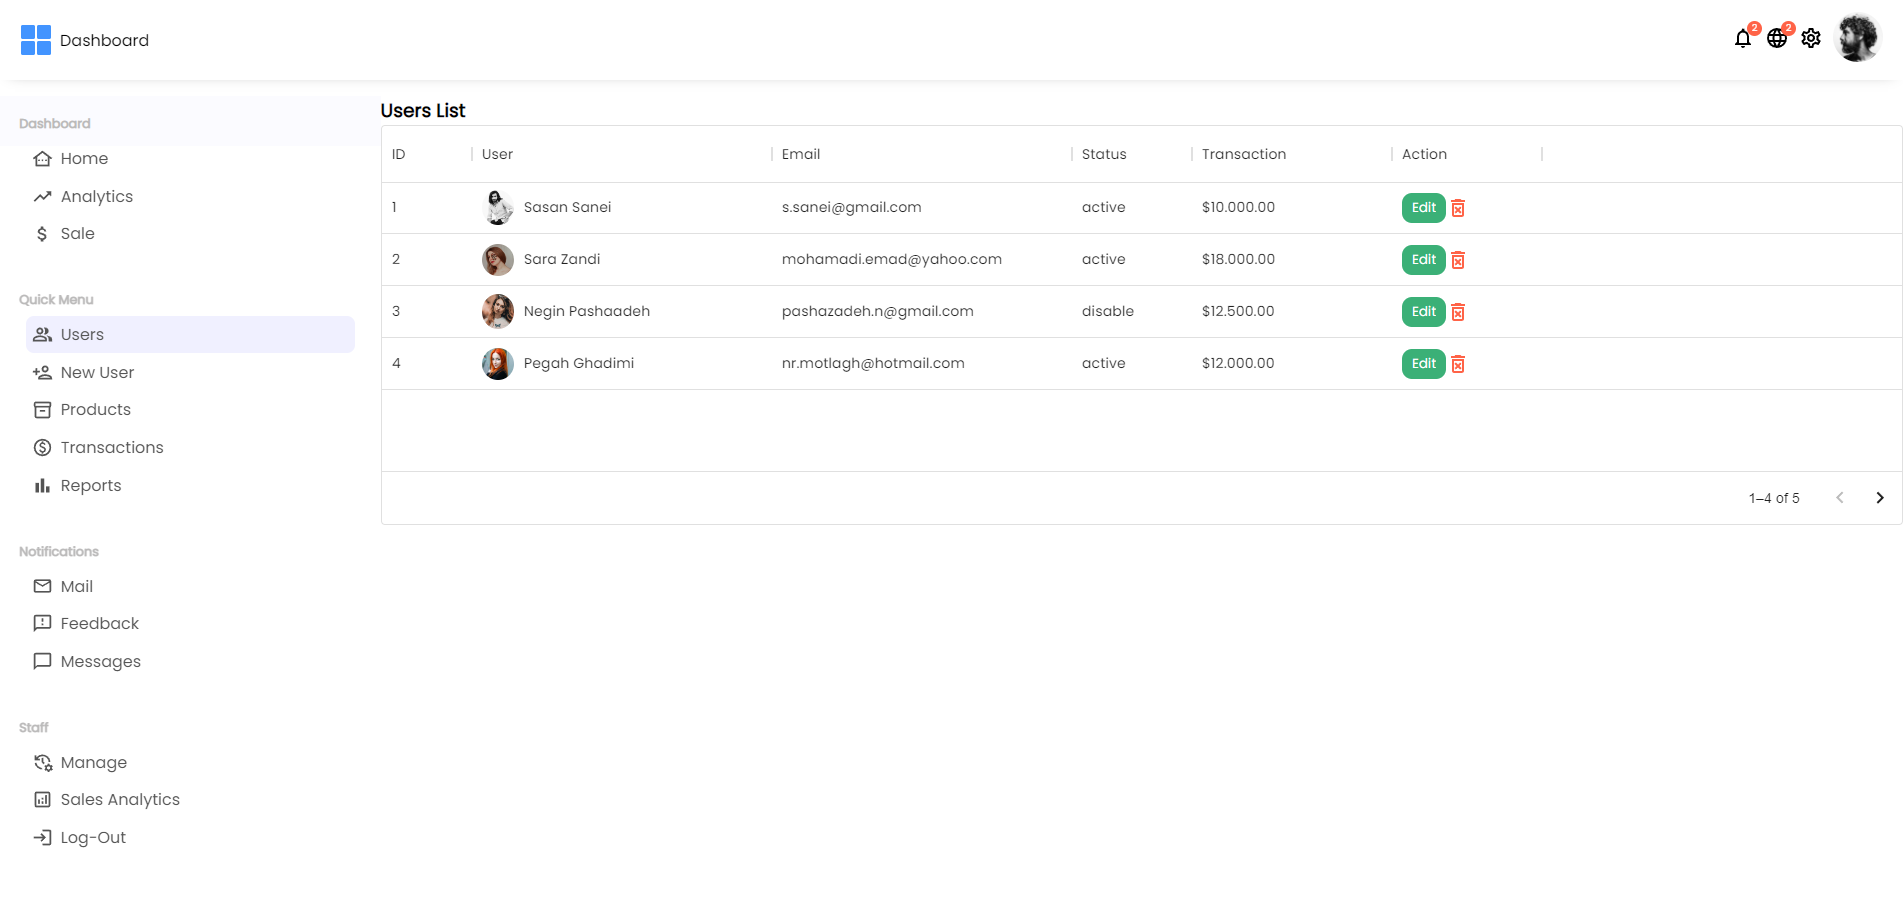 Dashboard
2
2
Dashboard
Home
Analytics
Sale
Quick Menu
Users
New User
Products
Transactions
Reports
Notifications
Mail
Feedback
Messages
Staff
Manage
Sales Analytics
Log-Out
Users List
ID User Email Status Transaction Action
1 Sasan Sanei s.sanei@gmail.com active $10.000.00 Edit
2 Sara Zandi mohamadi.emad@yahoo.com active $18.000.00 Edit
3 Negin Pashaadeh pashazadeh.n@gmail.com disable $12.500.00 Edit
4 Pegah Ghadimi nr.motlagh@hotmail.com active $12.000.00 Edit
1–4 of 5